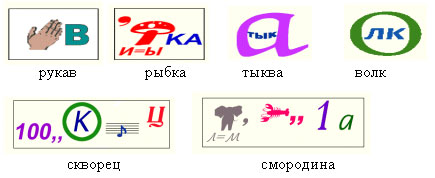 В И=Ы КА ТЫК а О ЛК
рукав рыбка тыква волк
100,, К Ц Л=М , ,, 1 а
скворец смородина